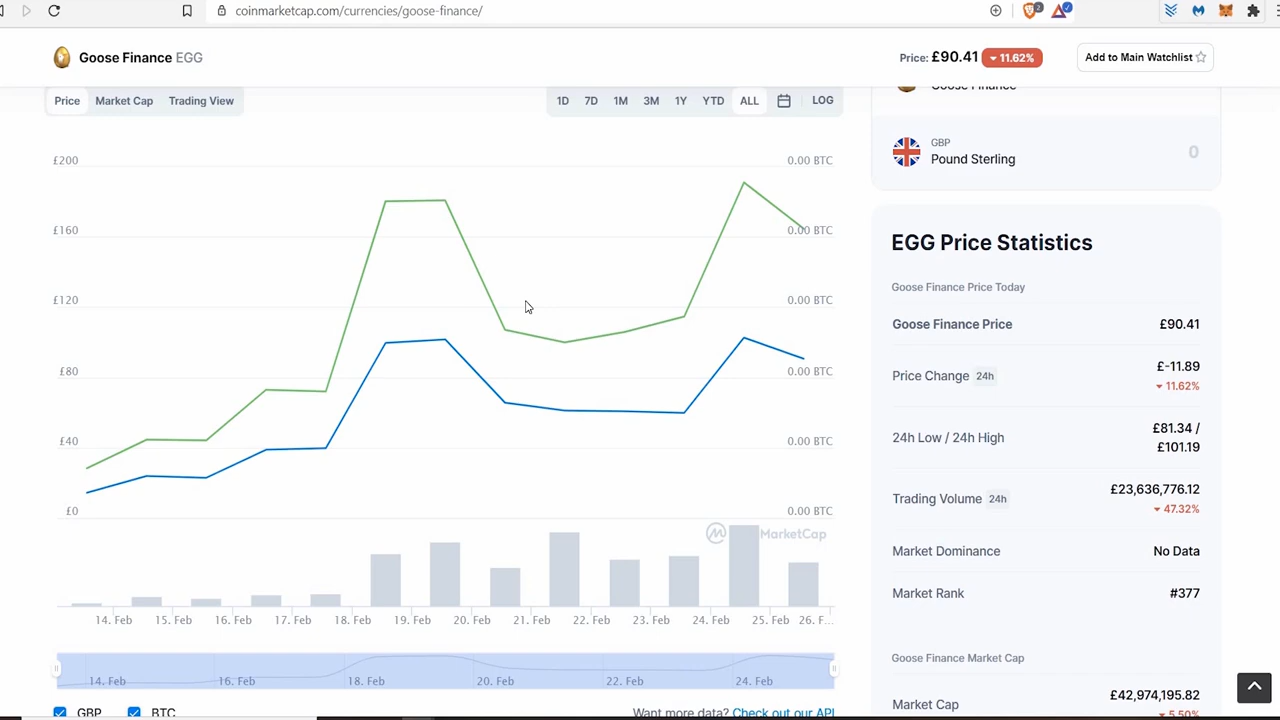 coinmarketcap.com/currencies/goose-finance/
2
Goose Finance EGG
Price: £90.41 11.62%
Add to Main Watchlist
Price Market Cap Trading View
1D 7D 1M 3M 1Y YTD ALL LOG
Goose Finance
GBP
Pound Sterling
0
£200 0.00 BTC
£160 0.00 BTC
£120 0.00 BTC
£80 0.00 BTC
£40 0.00 BTC
£0 0.00 BTC
MarketCap
14. Feb 15. Feb 16. Feb 17. Feb 18. Feb 19. Feb 20. Feb 21. Feb 22. Feb 23. Feb 24. Feb 25. Feb 26. F...
14. Feb 16. Feb 18. Feb 20. Feb 22. Feb 24. Feb
GBP BTC
Want more data? Check out our API
EGG Price Statistics
Goose Finance Price Today
Goose Finance Price £90.41
Price Change 24h £-11.89
11.62%
24h Low / 24h High £81.34 /
£101.19
Trading Volume 24h £23,636,776.12
47.32%
Market Dominance No Data
Market Rank #377
Goose Finance Market Cap
Market Cap £42,974,195.82
5.50%